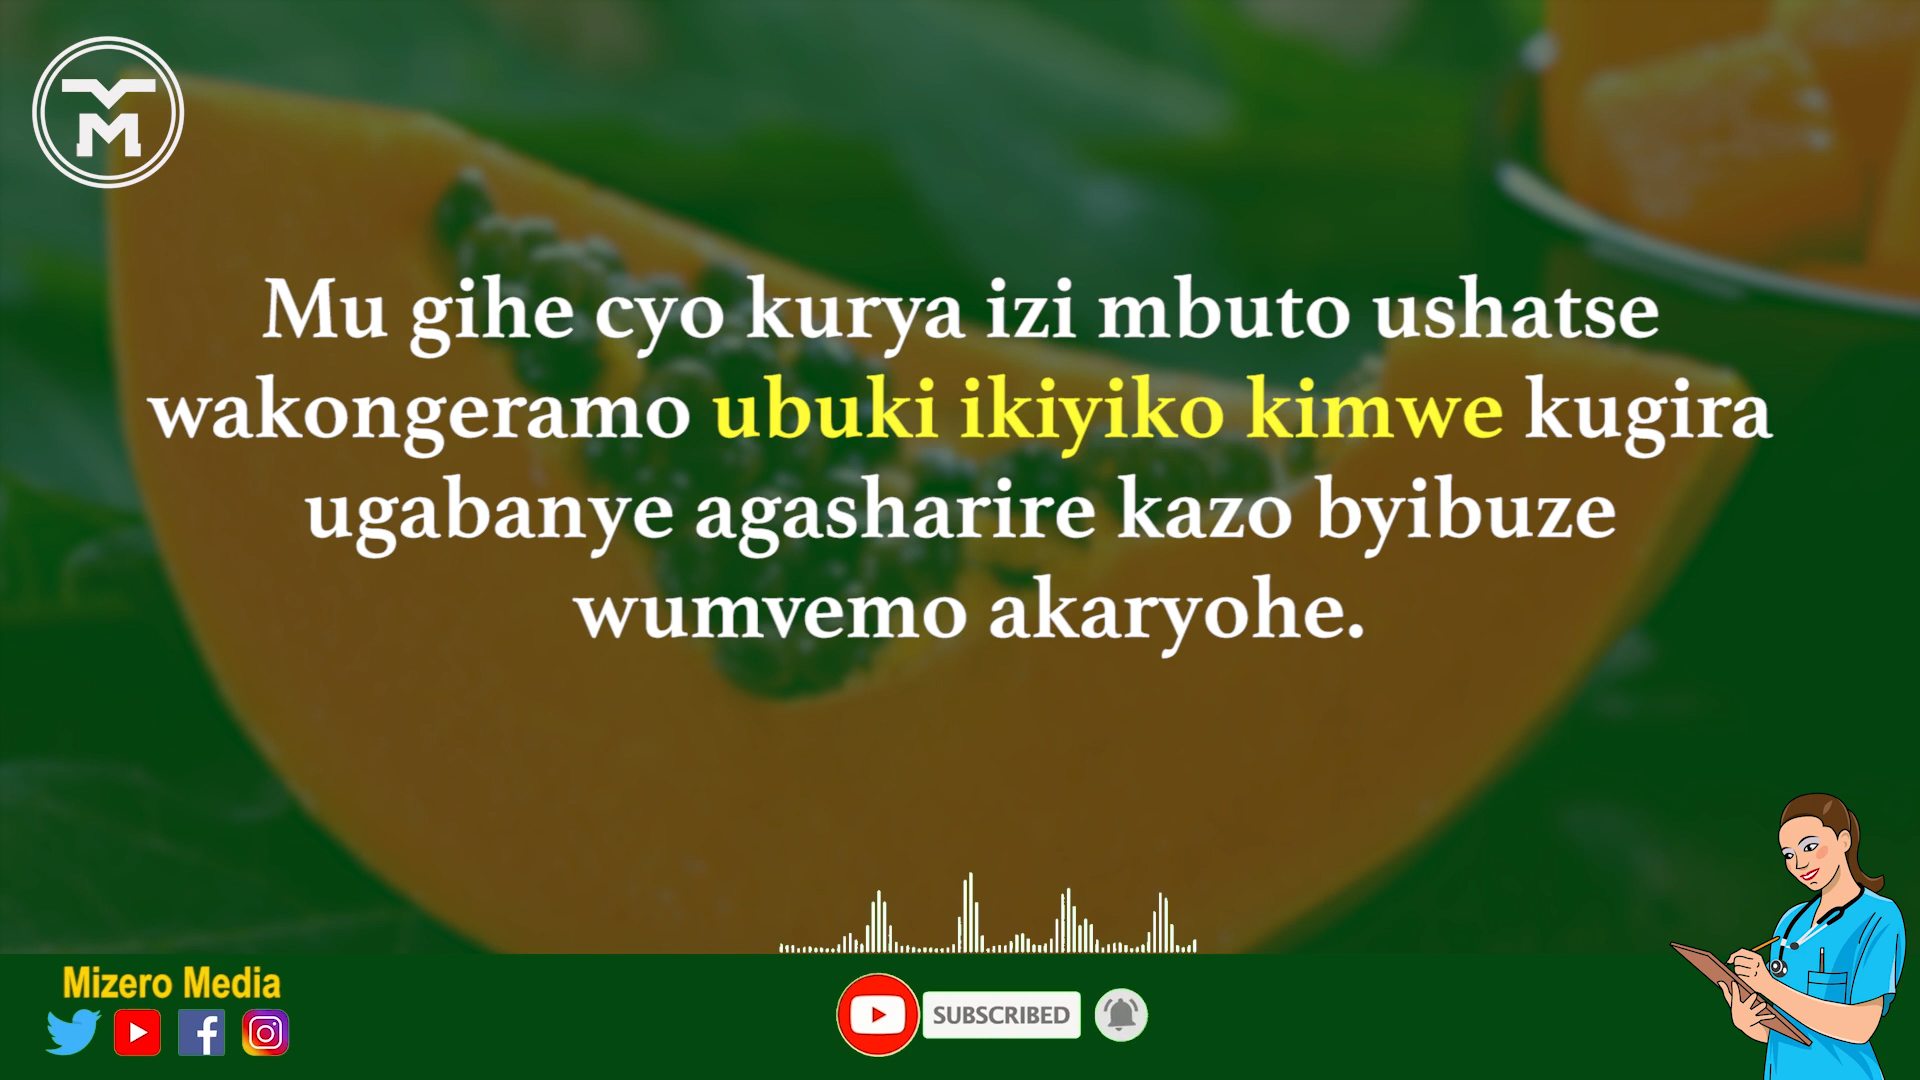 Mu gihe cyo kurya izi mbuto ushatse
wakongeramo ubuki ikiyiko kimwe kugira
ugabanye agasharire kazo byibuze
wumvemo akaryohe.
Mizero Media
SUBSCRIBED